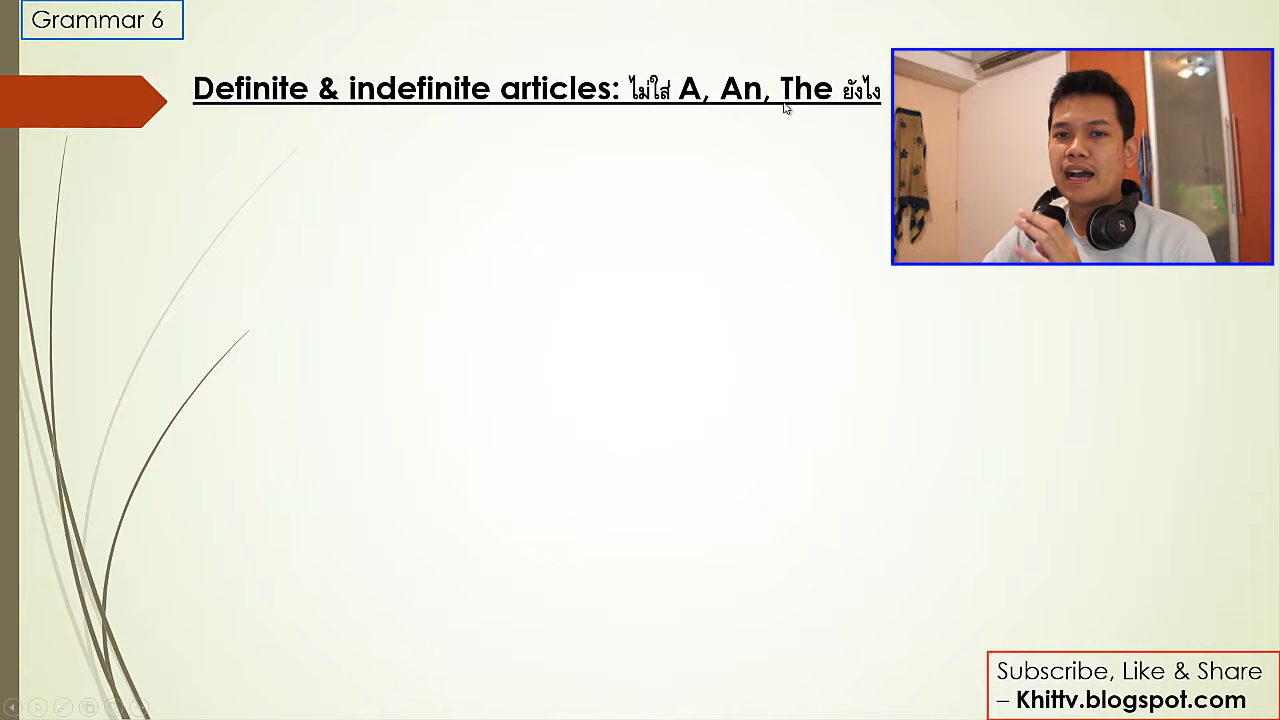 Grammar 6
Definite & indefinite articles: ไม่ใส่ A, An, The ยังไง
Subscribe, Like & Share
– Khittv.blogspot.com